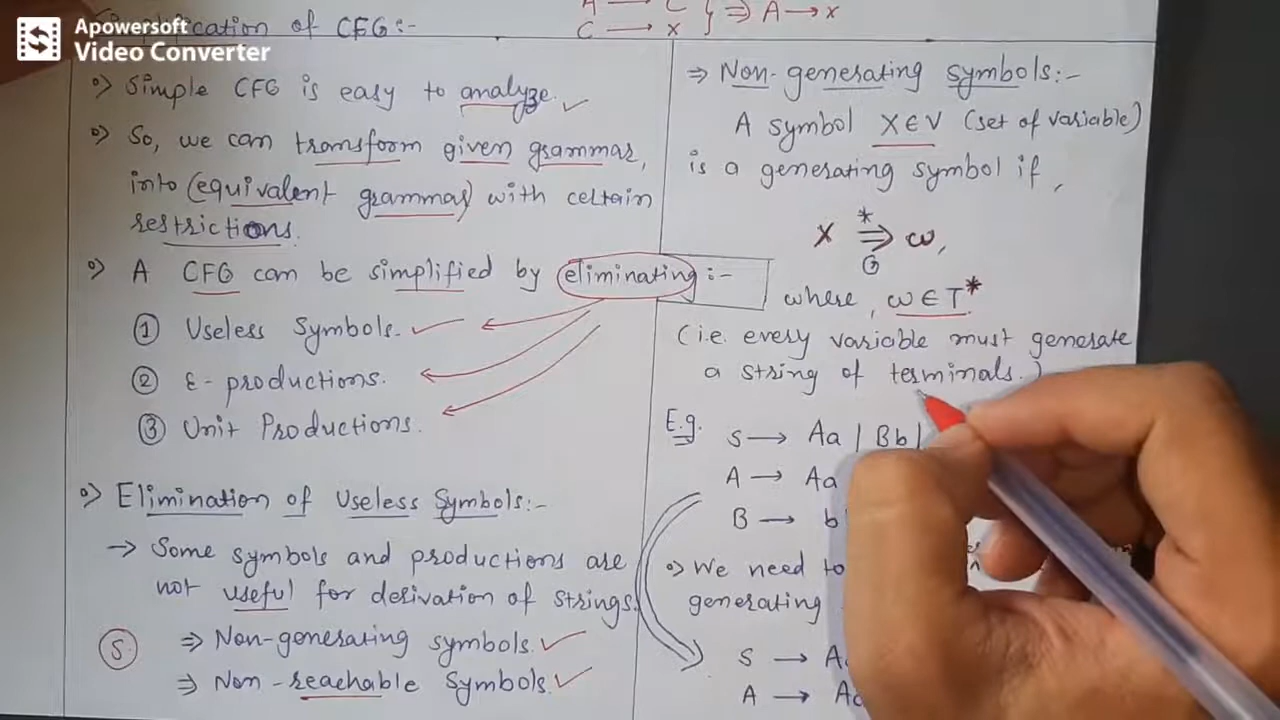 Apowersoft
Video Converter
Simplification of CFG:-
A → C
C → x } ⇒ A → x
Simple CFG is easy to analyze. ✓
So, we can transform given grammar,
into (equivalent grammar) with certain
restrictions.
A CFG can be simplified by eliminating :-
① Useless Symbols. ✓
② ε- productions.
③ Unit Productions.
Elimination of Useless Symbols:-
→ Some symbols and productions are
not useful for derivation of strings.
S
⇒ Non-generating symbols. ✓
⇒ Non-reachable Symbols. ✓
⇒ Non-generating symbols:-
A symbol X∈V (set of variable)
is a generating symbol if,
X ⇒* G ω,
where, ω∈T*
(i.e. every variable must generate
a string of terminals.)
E.g. S → Aa | Bb |
A → Aa
B → b
We need to
generating
S → A
A → Aa